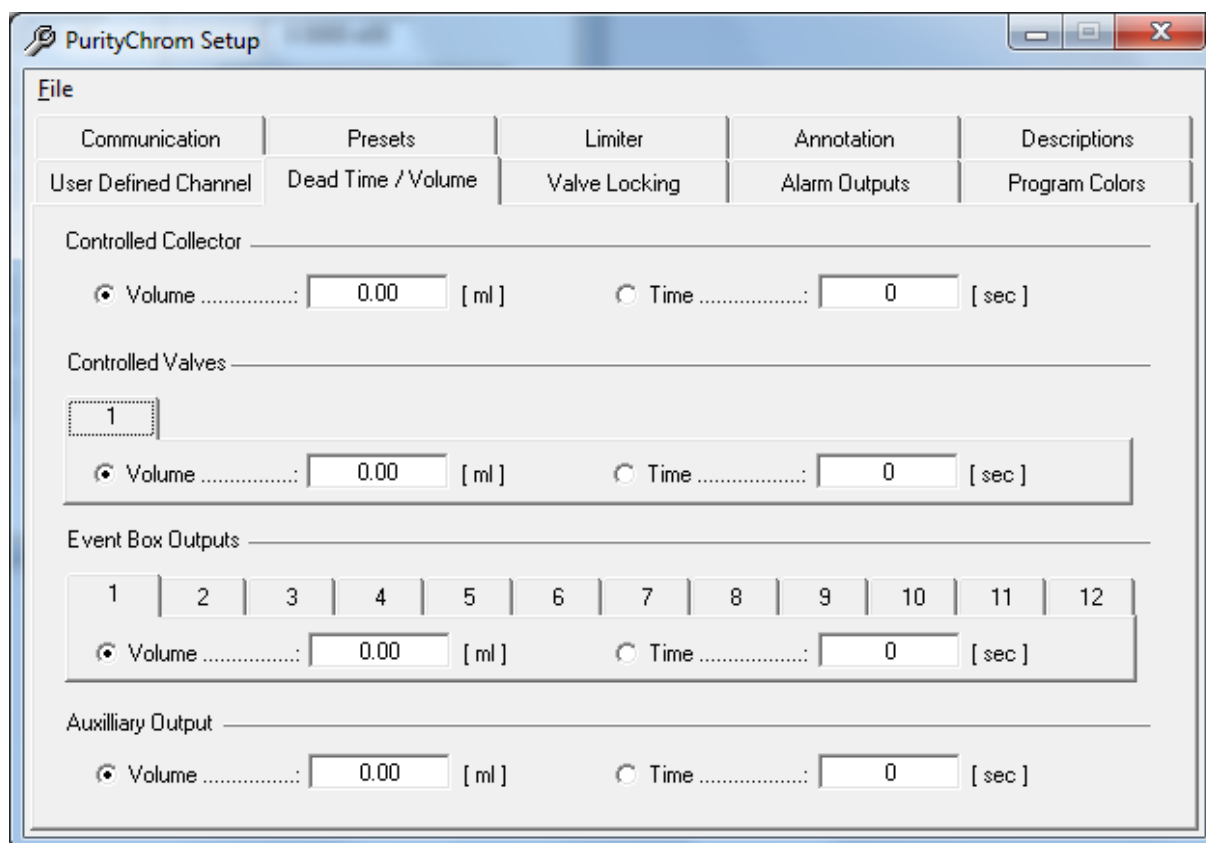 PurityChrom Setup
File
Communication Presets Limiter Annotation Descriptions
User Defined Channel Dead Time / Volume Valve Locking Alarm Outputs Program Colors
Controlled Collector
Volume ................: 0.00 [ ml ] Time ..................: 0 [ sec ]
Controlled Valves
1
Volume ................: 0.00 [ ml ] Time ..................: 0 [ sec ]
Event Box Outputs
1 2 3 4 5 6 7 8 9 10 11 12
Volume ................: 0.00 [ ml ] Time ..................: 0 [ sec ]
Auxilliary Output
Volume ................: 0.00 [ ml ] Time ..................: 0 [ sec ]